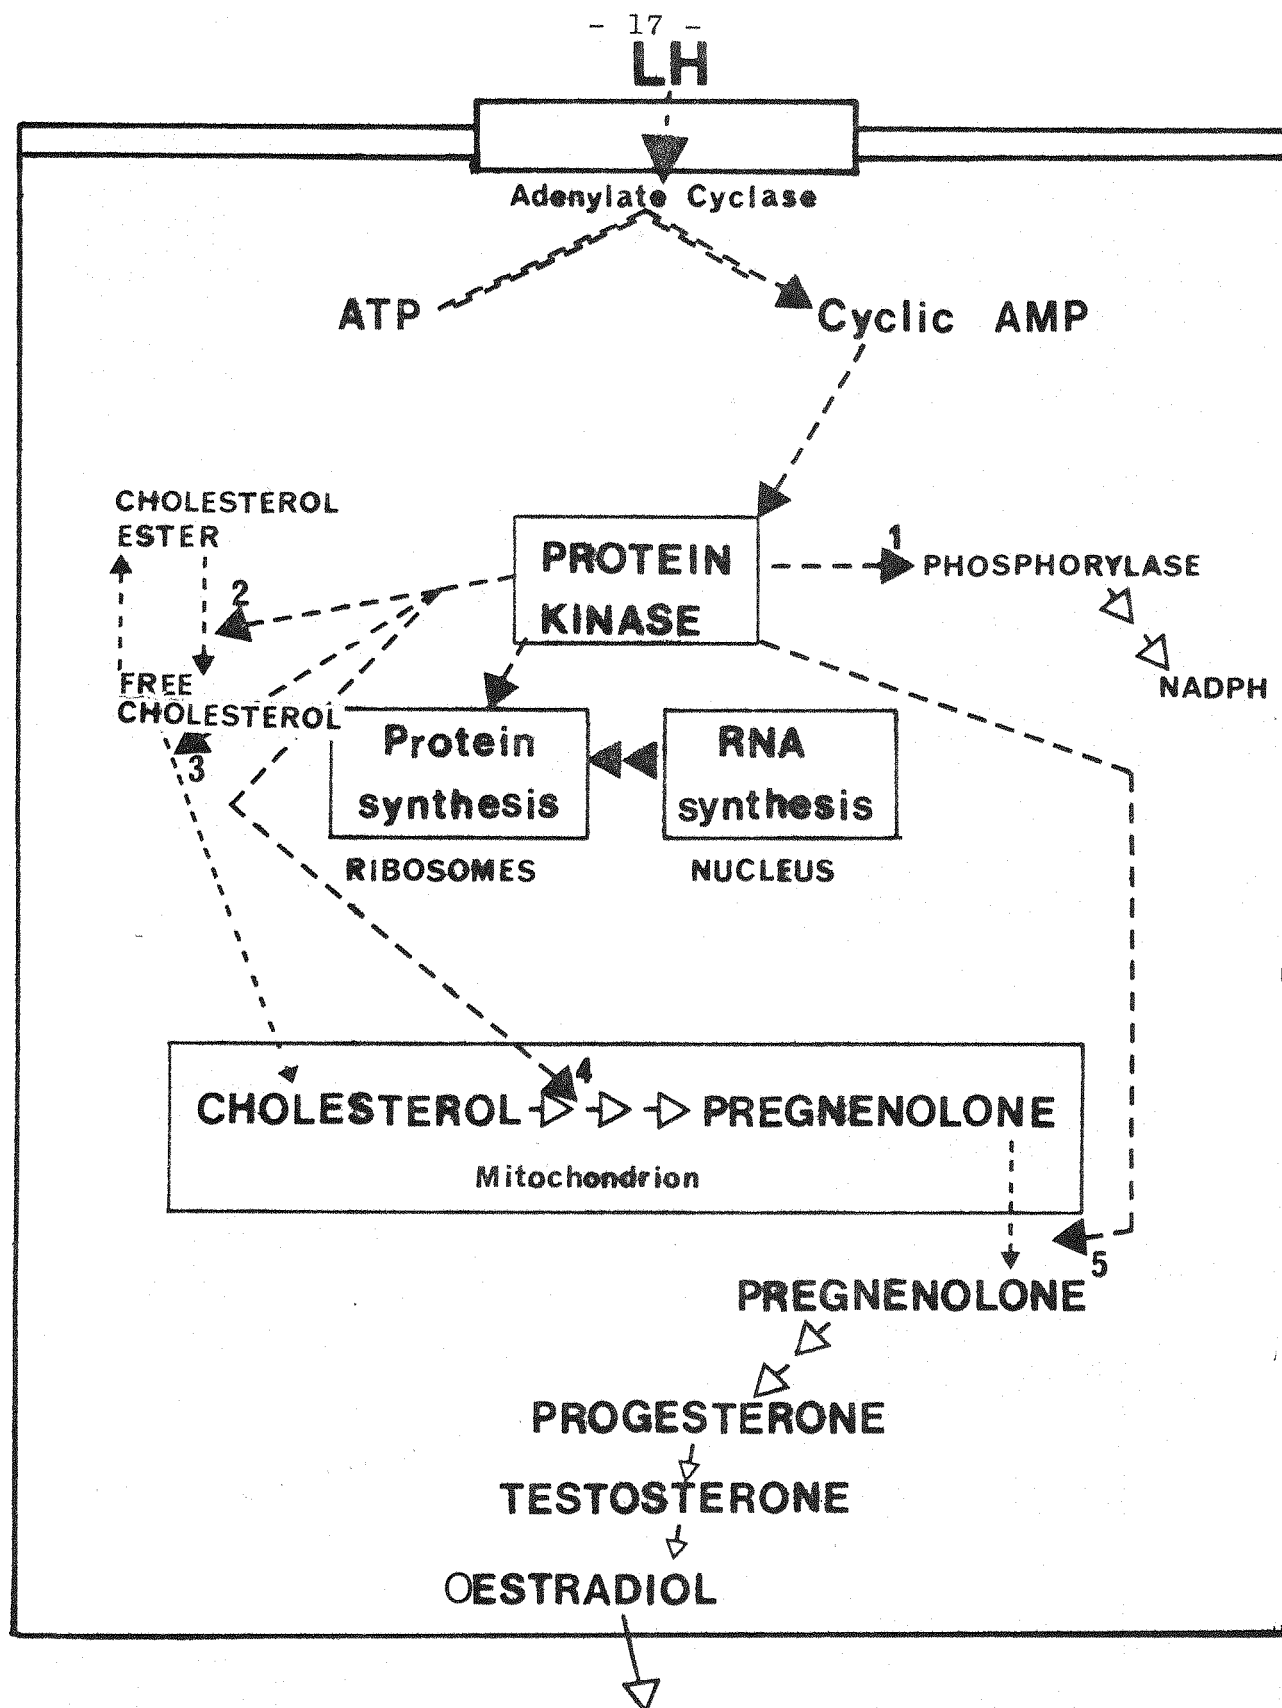 - 17 -
LH
Adenylate Cyclase
ATP
Cyclic AMP
CHOLESTEROL
ESTER
PROTEIN
KINASE
1
PHOSPHORYLASE
2
NADPH
FREE
CHOLESTEROL
3
Protein
synthesis
RNA
synthesis
RIBOSOMES
NUCLEUS
4
CHOLESTEROL
PREGNENOLONE
Mitochondrion
5
PREGNENOLONE
PROGESTERONE
TESTOSTERONE
OESTRADIOL